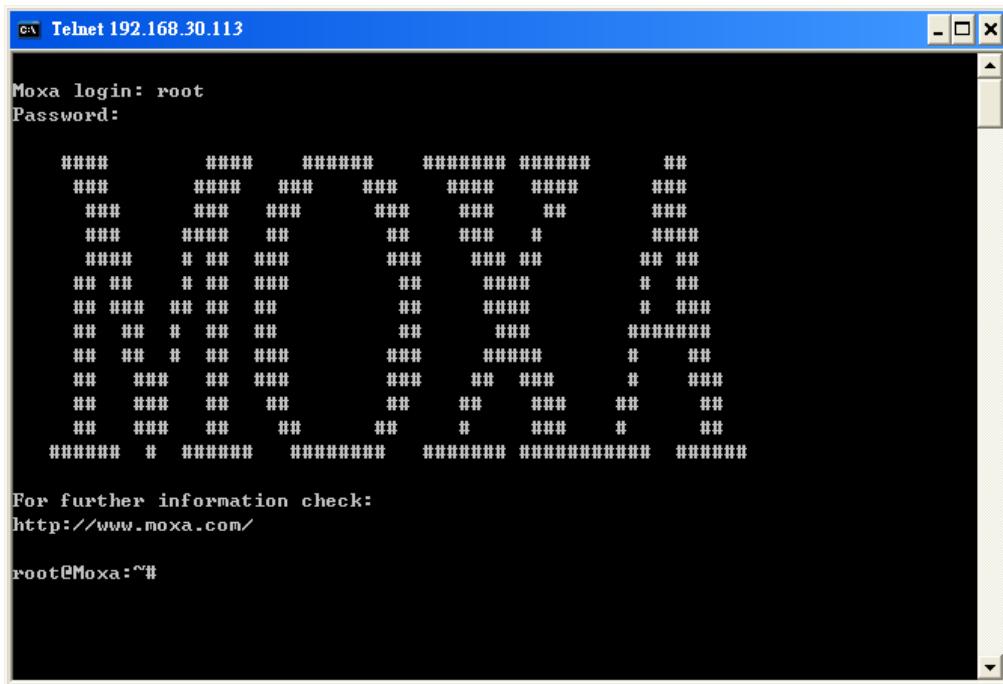 Telnet 192.168.30.113
Moxa login: root
Password:
MOXA
For further information check:
http://www.moxa.com/
root@Moxa:~#